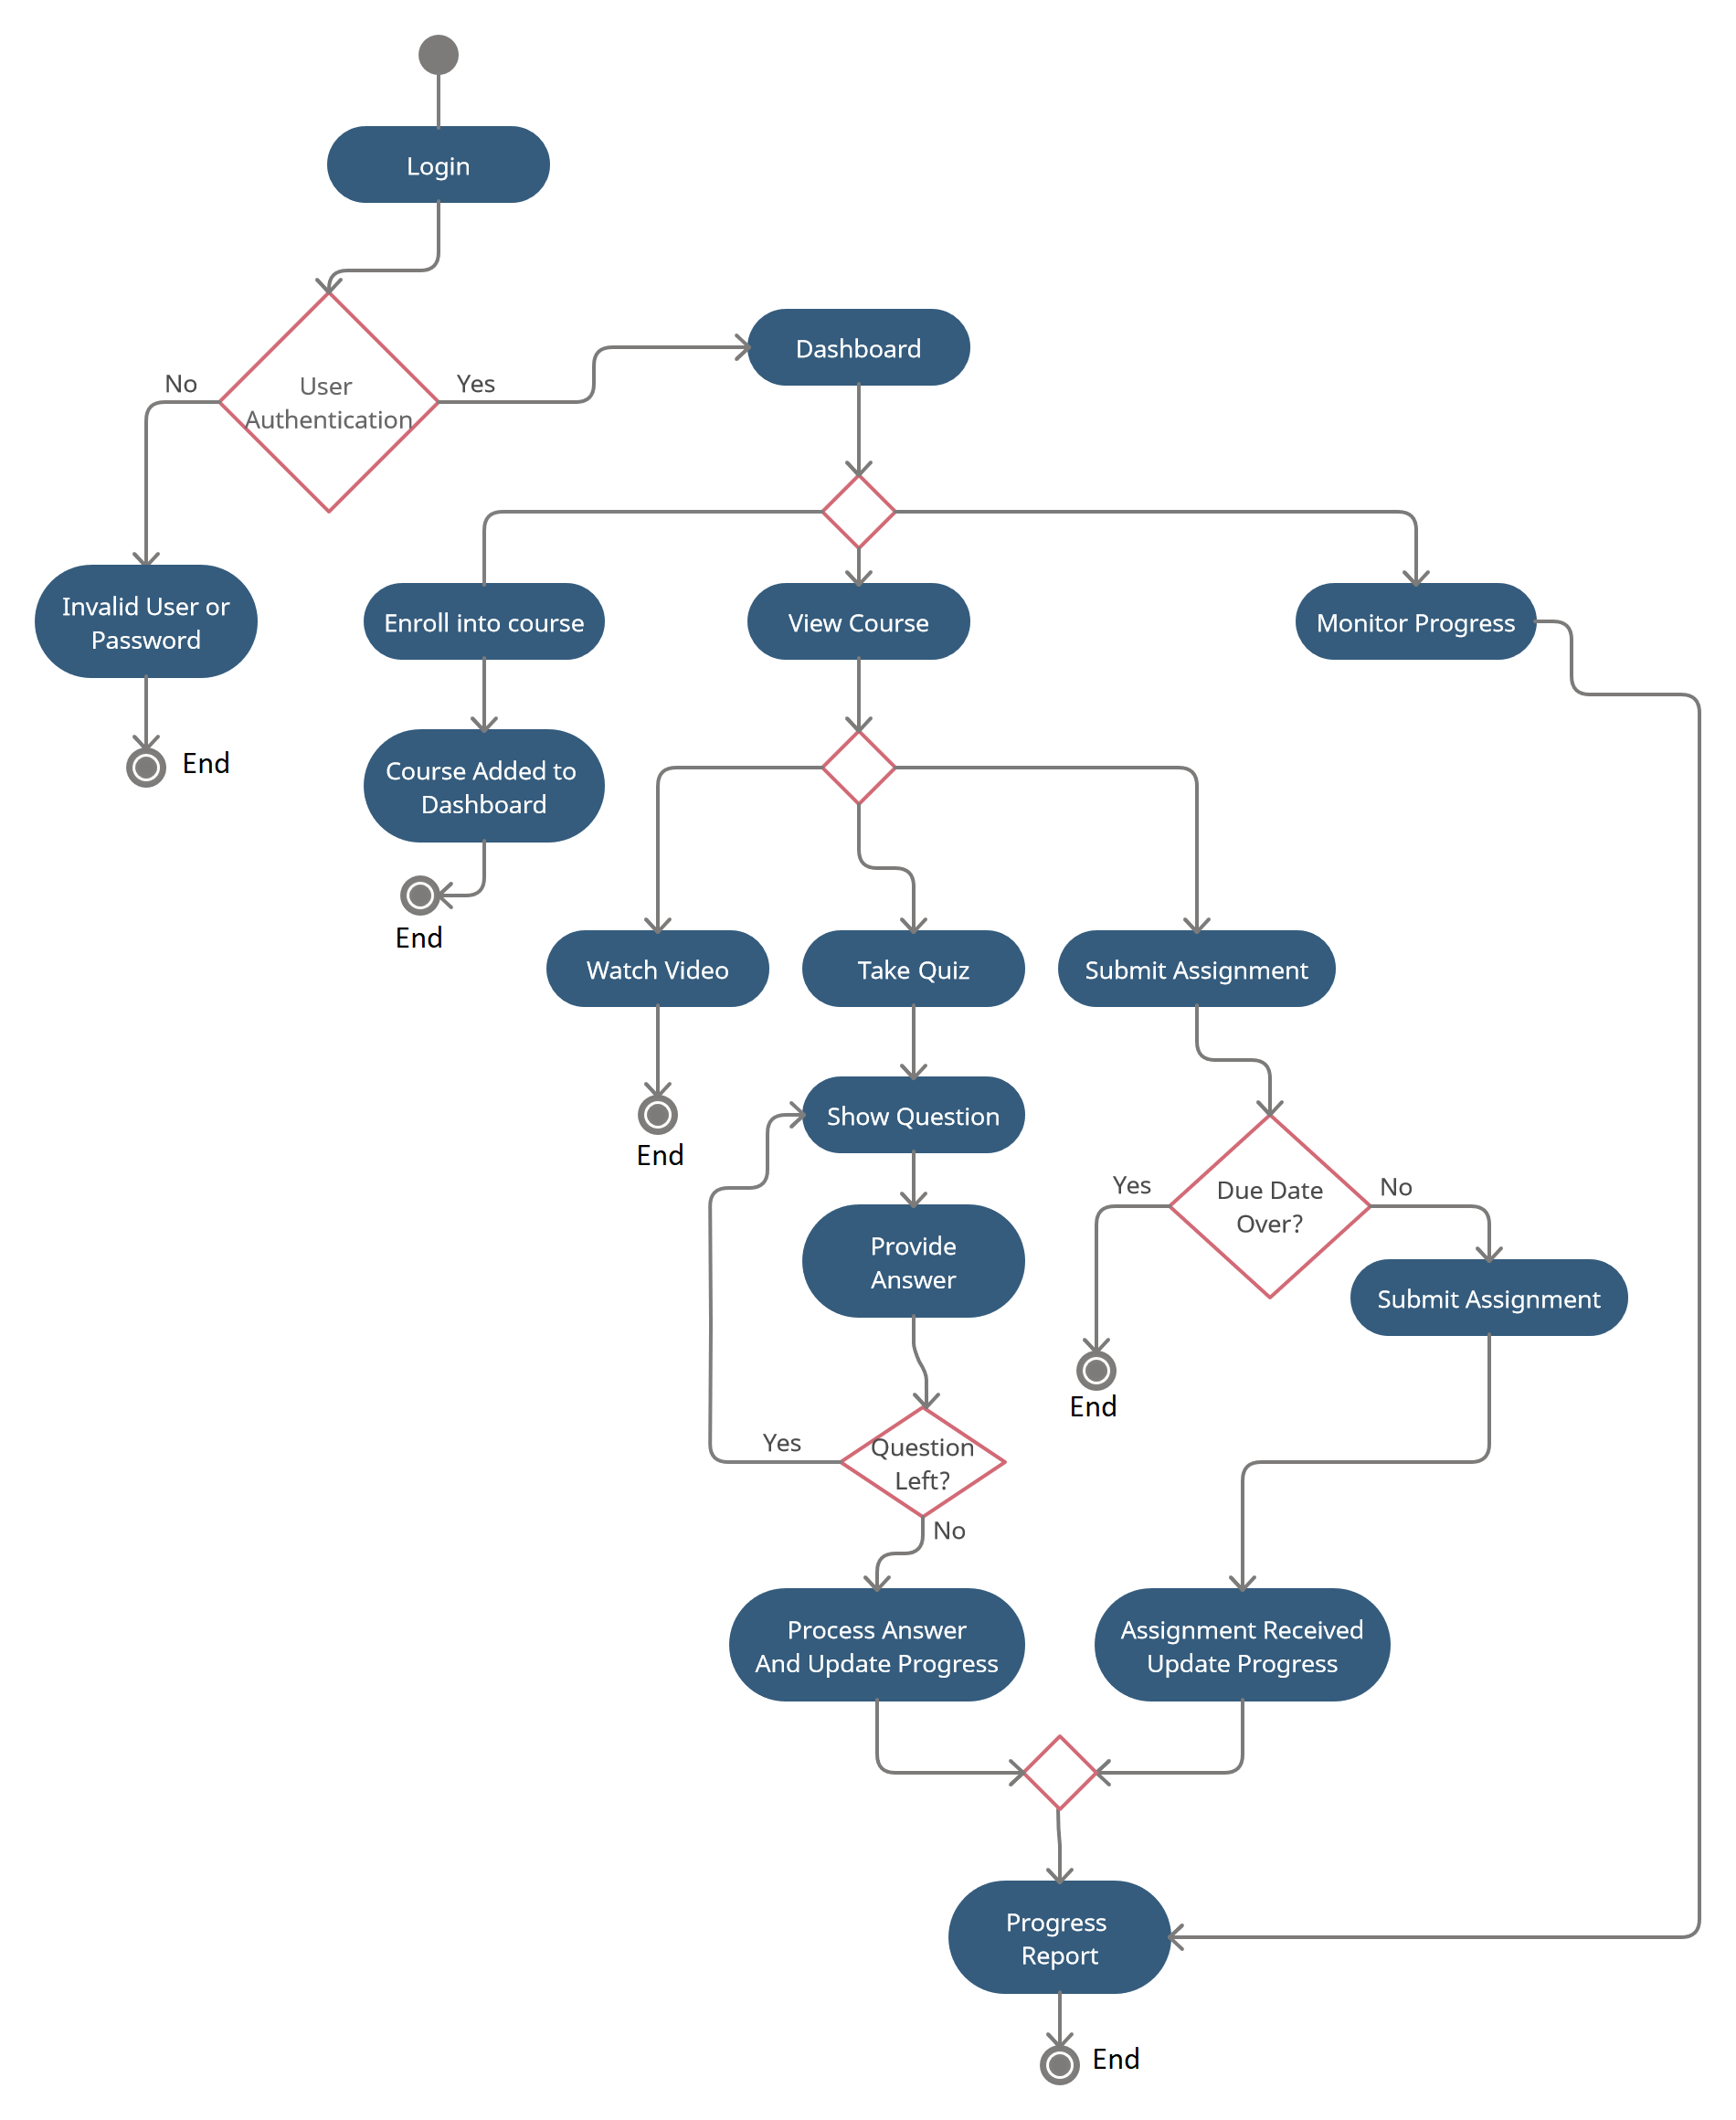 Login
User
Authentication
No
Yes
Dashboard
Invalid User or
Password
End
Enroll into course
View Course
Monitor Progress
Course Added to
Dashboard
End
Watch Video
Take Quiz
Submit Assignment
End
Show Question
Provide
Answer
Yes
Due Date
Over?
No
Submit Assignment
End
Yes
Question
Left?
No
Process Answer
And Update Progress
Assignment Received
Update Progress
Progress
Report
End